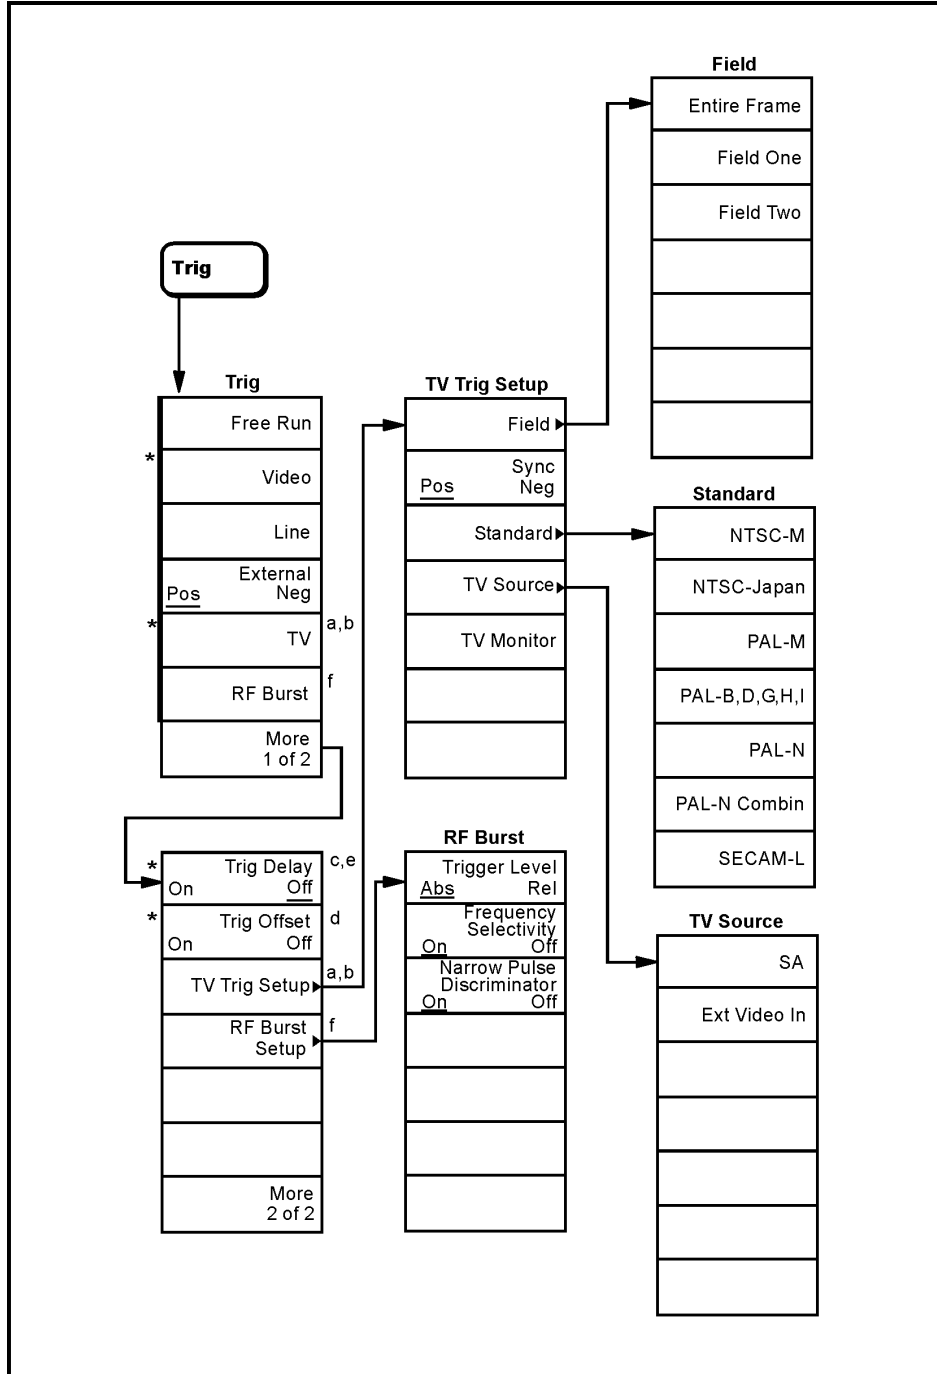 Field
Entire Frame
Field One
Field Two
Trig
Trig
Free Run
*
Video
Line
External
Pos Neg
*
TV
a,b
RF Burst
f
More
1 of 2
TV Trig Setup
Field
Sync
Pos Neg
Standard
TV Source
TV Monitor
Standard
NTSC-M
NTSC-Japan
PAL-M
PAL-B,D,G,H,I
PAL-N
PAL-N Combin
SECAM-L
*
Trig Delay
c,e
On Off
*
Trig Offset
d
On Off
TV Trig Setup
a,b
RF Burst
f
Setup
More
2 of 2
RF Burst
Trigger Level
Abs Rel
Frequency
Selectivity
On Off
Narrow Pulse
Discriminator
On Off
TV Source
SA
Ext Video In